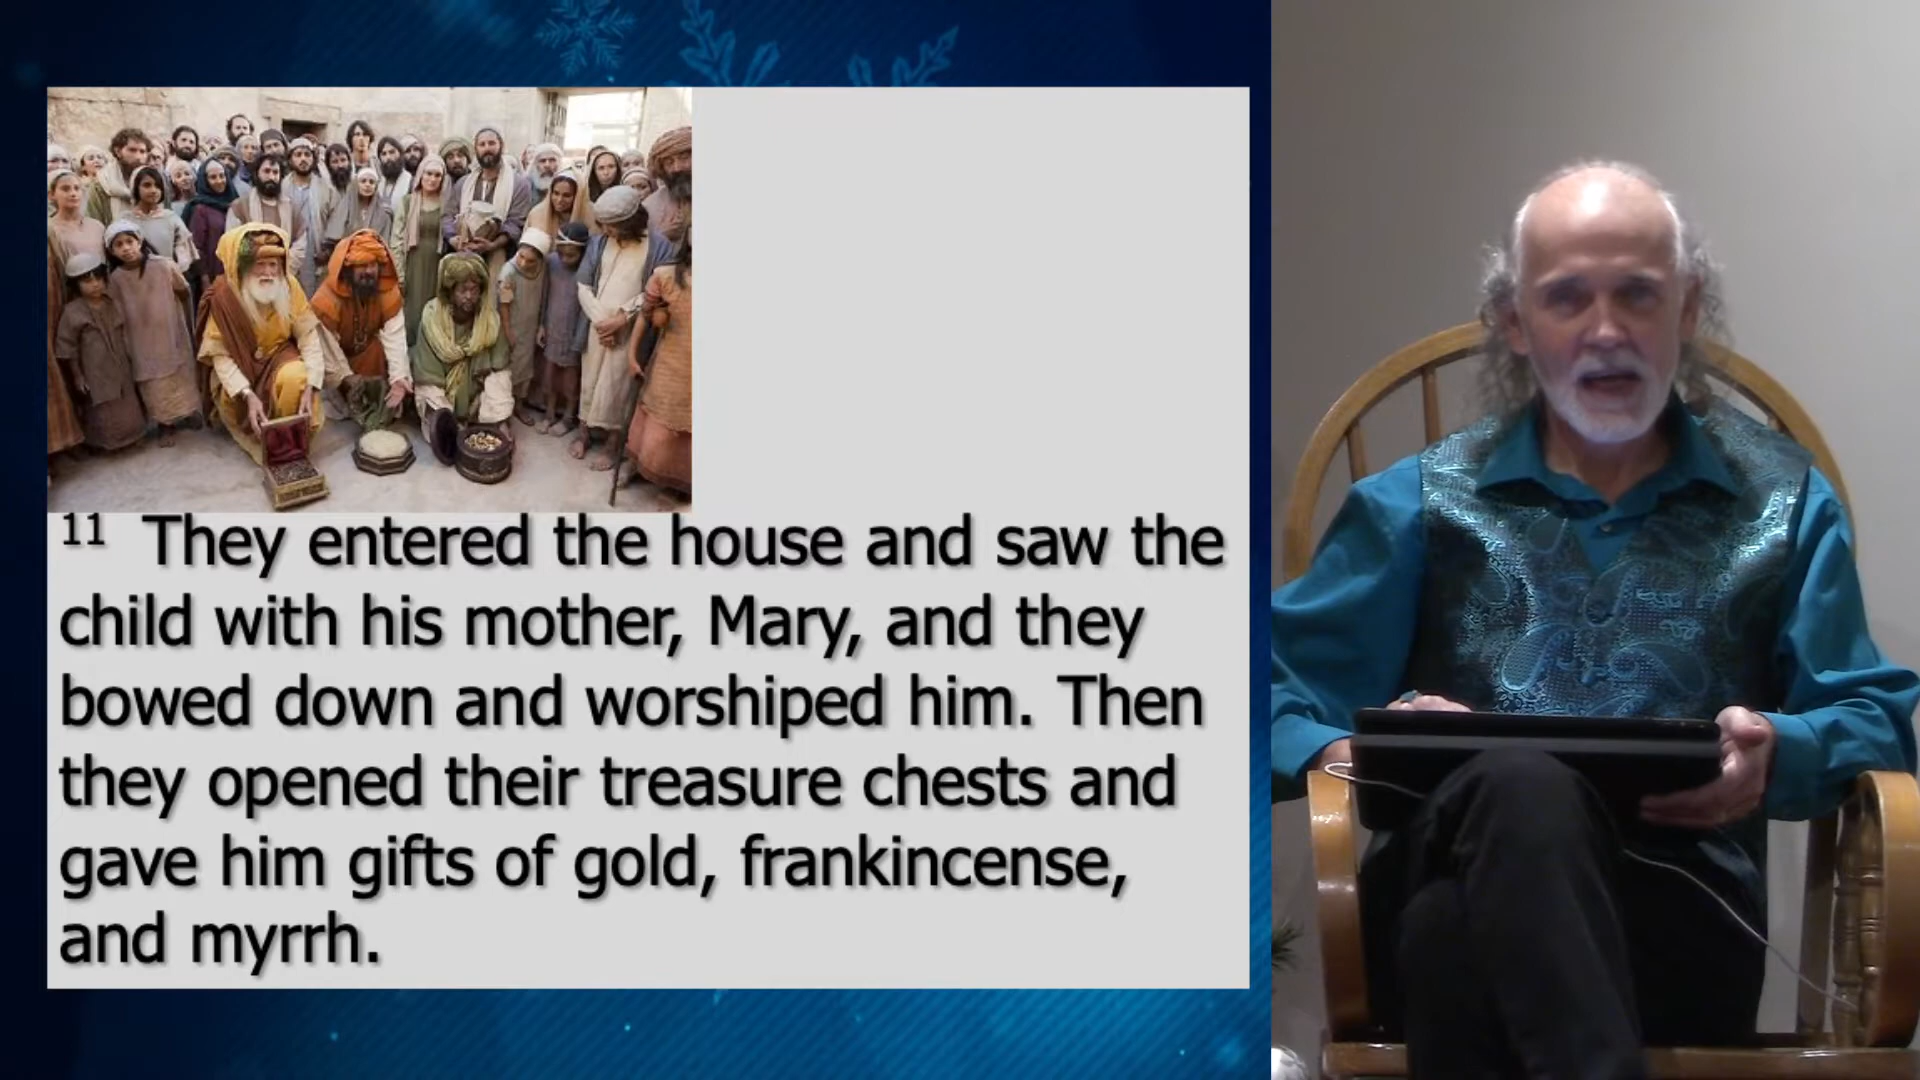 11 They entered the house and saw the
child with his mother, Mary, and they
bowed down and worshiped him. Then
they opened their treasure chests and
gave him gifts of gold, frankincense,
and myrrh.